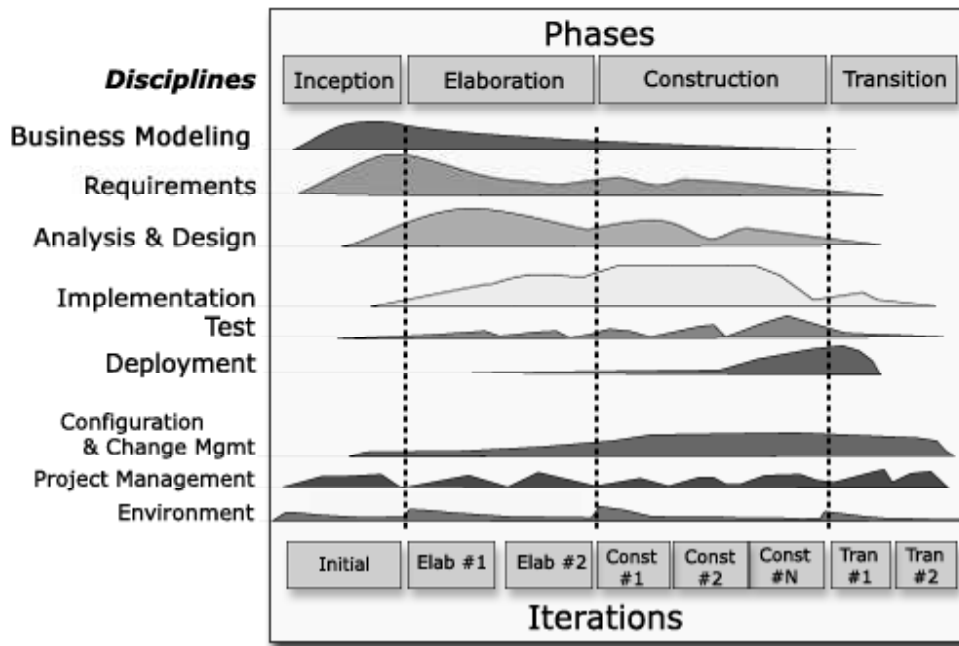 Phases
Disciplines
Inception
Elaboration
Construction
Transition
Business Modeling
Requirements
Analysis & Design
Implementation
Test
Deployment
Configuration
& Change Mgmt
Project Management
Environment
Initial
Elab #1
Elab #2
Const
#1
Const
#2
Const
#N
Tran
#1
Tran
#2
Iterations